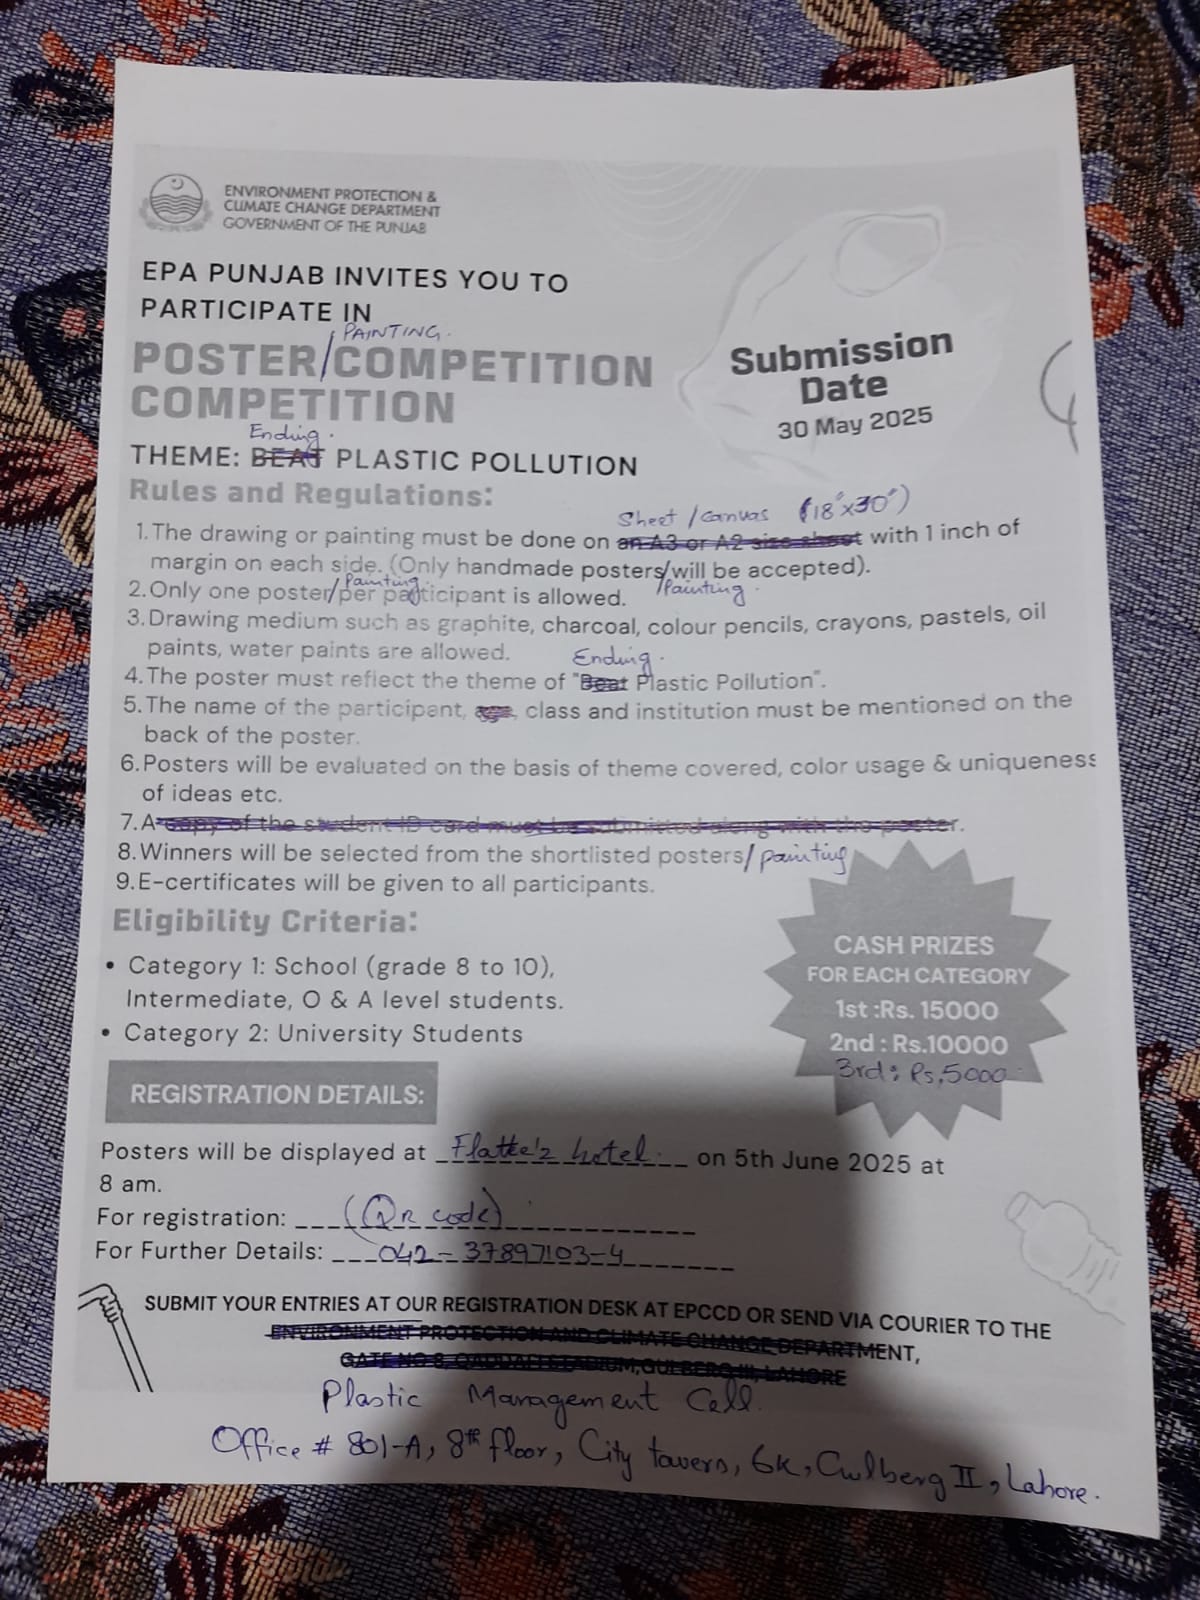 ENVIRONMENT PROTECTION &
CLIMATE CHANGE DEPARTMENT
GOVERNMENT OF THE PUNJAB
EPA PUNJAB INVITES YOU TO
PARTICIPATE IN
PAINTING.
POSTER/COMPETITION
COMPETITION
Submission
Date
30 May 2025
Ending.
THEME: BEAT PLASTIC POLLUTION
Rules and Regulations:
Sheet /canvas (18"x30")
1. The drawing or painting must be done on an A3 or A2 size sheet with 1 inch of
margin on each side. (Only handmade posters/will be accepted).
Painting /Painting.
2. Only one poster/per participant is allowed.
3. Drawing medium such as graphite, charcoal, colour pencils, crayons, pastels, oil
paints, water paints are allowed.
Ending.
4. The poster must reflect the theme of "Beat Plastic Pollution".
5. The name of the participant, age, class and institution must be mentioned on the
back of the poster.
6. Posters will be evaluated on the basis of theme covered, color usage & uniqueness
of ideas etc.
7. A copy of the student ID card must be submitted along with the poster.
8. Winners will be selected from the shortlisted posters/painting
9. E-certificates will be given to all participants.
Eligibility Criteria:
• Category 1: School (grade 8 to 10),
Intermediate, O & A level students.
• Category 2: University Students
CASH PRIZES
FOR EACH CATEGORY
1st :Rs. 15000
2nd : Rs.10000
3rd: Rs,5000
REGISTRATION DETAILS:
Posters will be displayed at Flatte'z hotel. on 5th June 2025 at
8 am.
For registration: (QR code)
For Further Details: 042-37897103-4
SUBMIT YOUR ENTRIES AT OUR REGISTRATION DESK AT EPCCD OR SEND VIA COURIER TO THE
ENVIRONMENT PROTECTION AND CLIMATE CHANGE DEPARTMENT,
GATE NO 8, QADDAFI STADIUM, GULBERG III, LAHORE
Plastic Management Cell.
Office # 801-A, 8th floor, City towers, 6K, Gulberg II, Lahore.